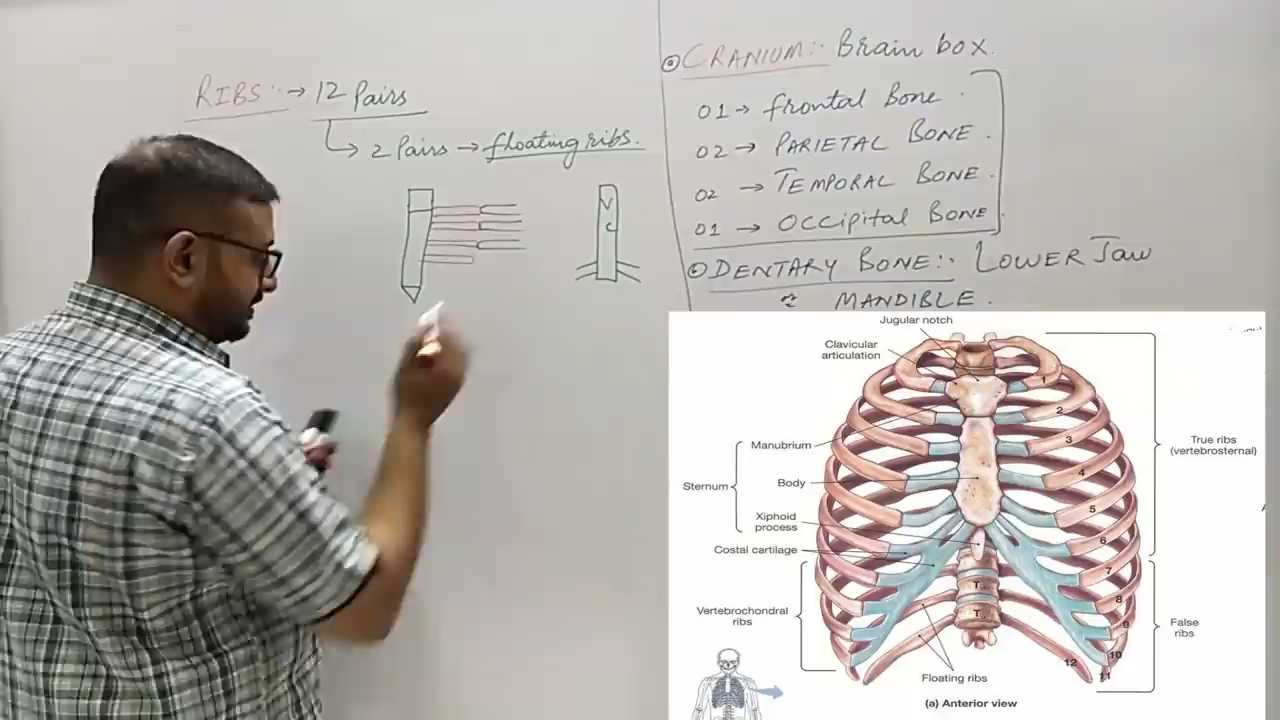 RIBS :→ 12 Pairs
→ 2 Pairs → floating ribs.
V
C
CRANIUM:- Brain box.
01 → frontal Bone.
02 → PARIETAL BONE.
02 → TEMPORAL BONE.
01 → OCCIPITAL BONE.
DENTARY BONE:- LOWER Jaw
or MANDIBLE.
Jugular notch
Clavicular
articulation
Manubrium
Sternum
Body
Xiphoid
process
Costal cartilage
Vertebrochondral
ribs
Floating ribs
True ribs
(vertebrosternal)
False
ribs
1
2
3
4
5
6
7
8
9
10
11
12
(a) Anterior view